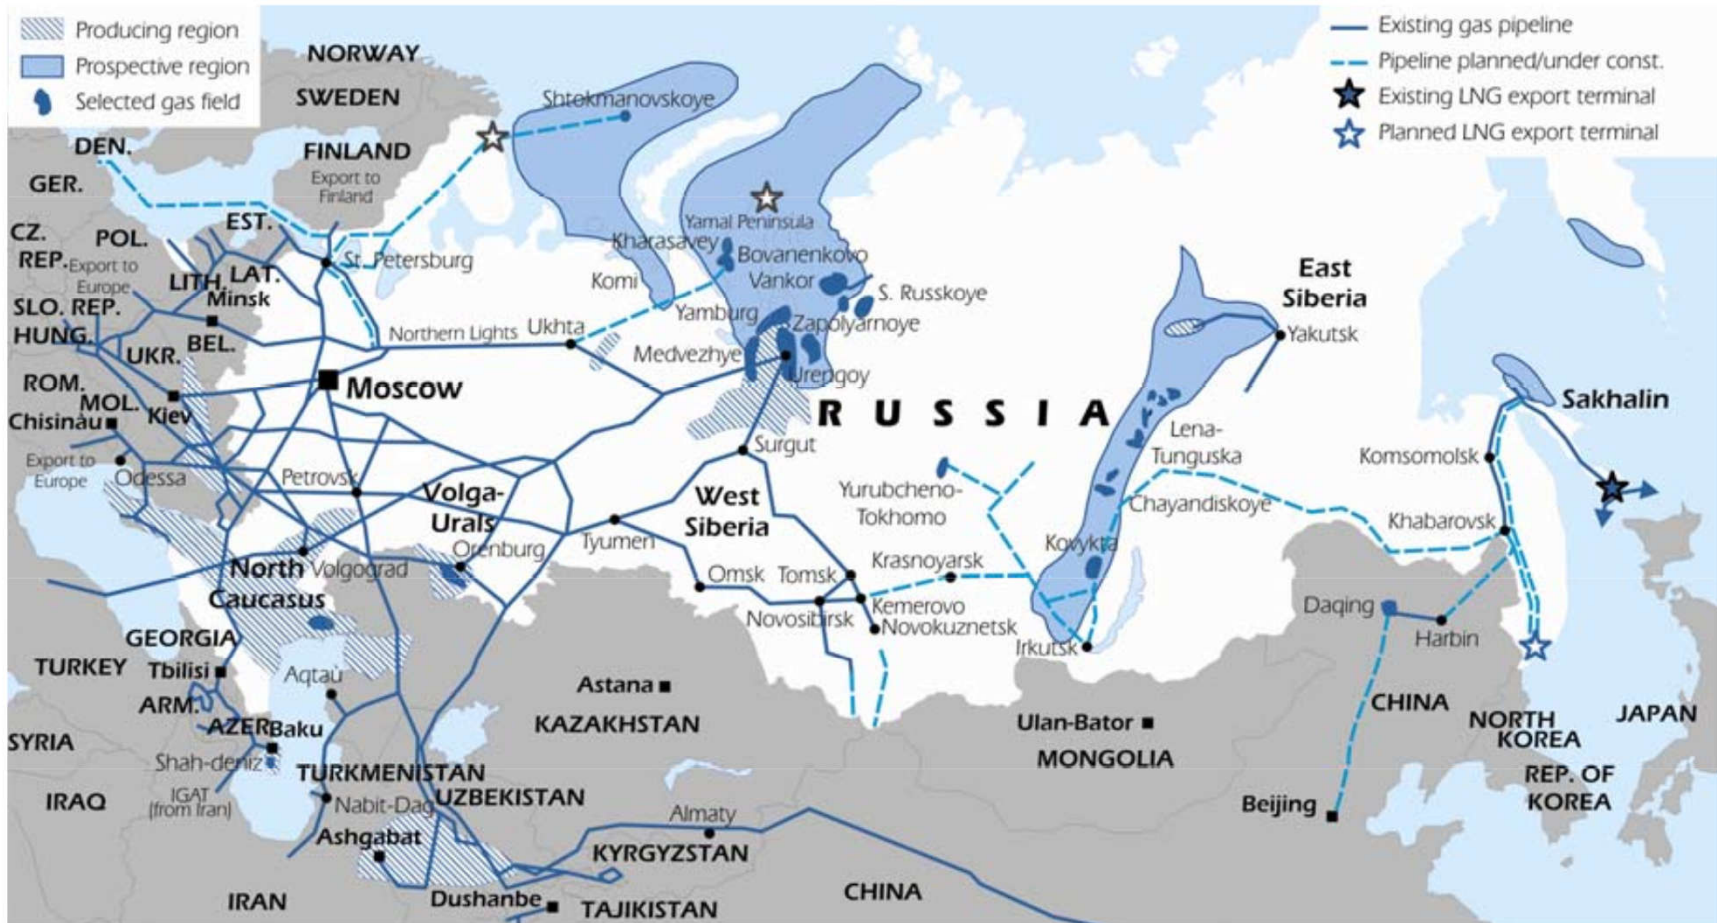 Producing region
Prospective region
Selected gas field
Existing gas pipeline
Pipeline planned/under const.
Existing LNG export terminal
Planned LNG export terminal
NORWAY
SWEDEN
DEN.
FINLAND
Export to
Finland
GER.
EST.
CZ.
REP.
POL.
Export to
Europe
LITH.
LAT.
St. Petersburg
Shtokmanovskoye
Yamal Peninsula
Kharasavey
Bovanenkovo
Vankor
S. Russkoye
Komi
Yamburg
Zapolyarnoye
Medvezhye
Urengoy
SLO. REP.
Minsk
HUNG.
BEL.
UKR.
Northern Lights
Ukhta
ROM.
MOL.
Kiev
Chisinàu
Moscow
RUSSIA
East
Siberia
Yakutsk
Sakhalin
Export to
Europe
Odessa
Petrovsk
Volga-
Urals
Surgut
West
Siberia
Yurubcheno-
Tokhomo
Lena-
Tunguska
Chayandiskoye
Komsomolsk
Khabarovsk
Orenburg
Tyumen
Kovykta
Krasnoyarsk
North
Caucasus
Volgograd
Omsk
Tomsk
Novosibirsk
Kemerovo
Novokuznetsk
Irkutsk
Daqing
Harbin
GEORGIA
TURKEY
Tbilisi
Aqtaù
ARM.
AZER.
Baku
Astana
KAZAKHSTAN
Ulan-Bator
MONGOLIA
CHINA
NORTH
KOREA
JAPAN
SYRIA
Shah-deniz
TURKMENISTAN
UZBEKISTAN
IRAQ
IGAT
(from Iran)
Nabit-Dag
Ashgabat
Almaty
KYRGYZSTAN
Beijing
REP. OF
KOREA
IRAN
Dushanbe
TAJIKISTAN
CHINA